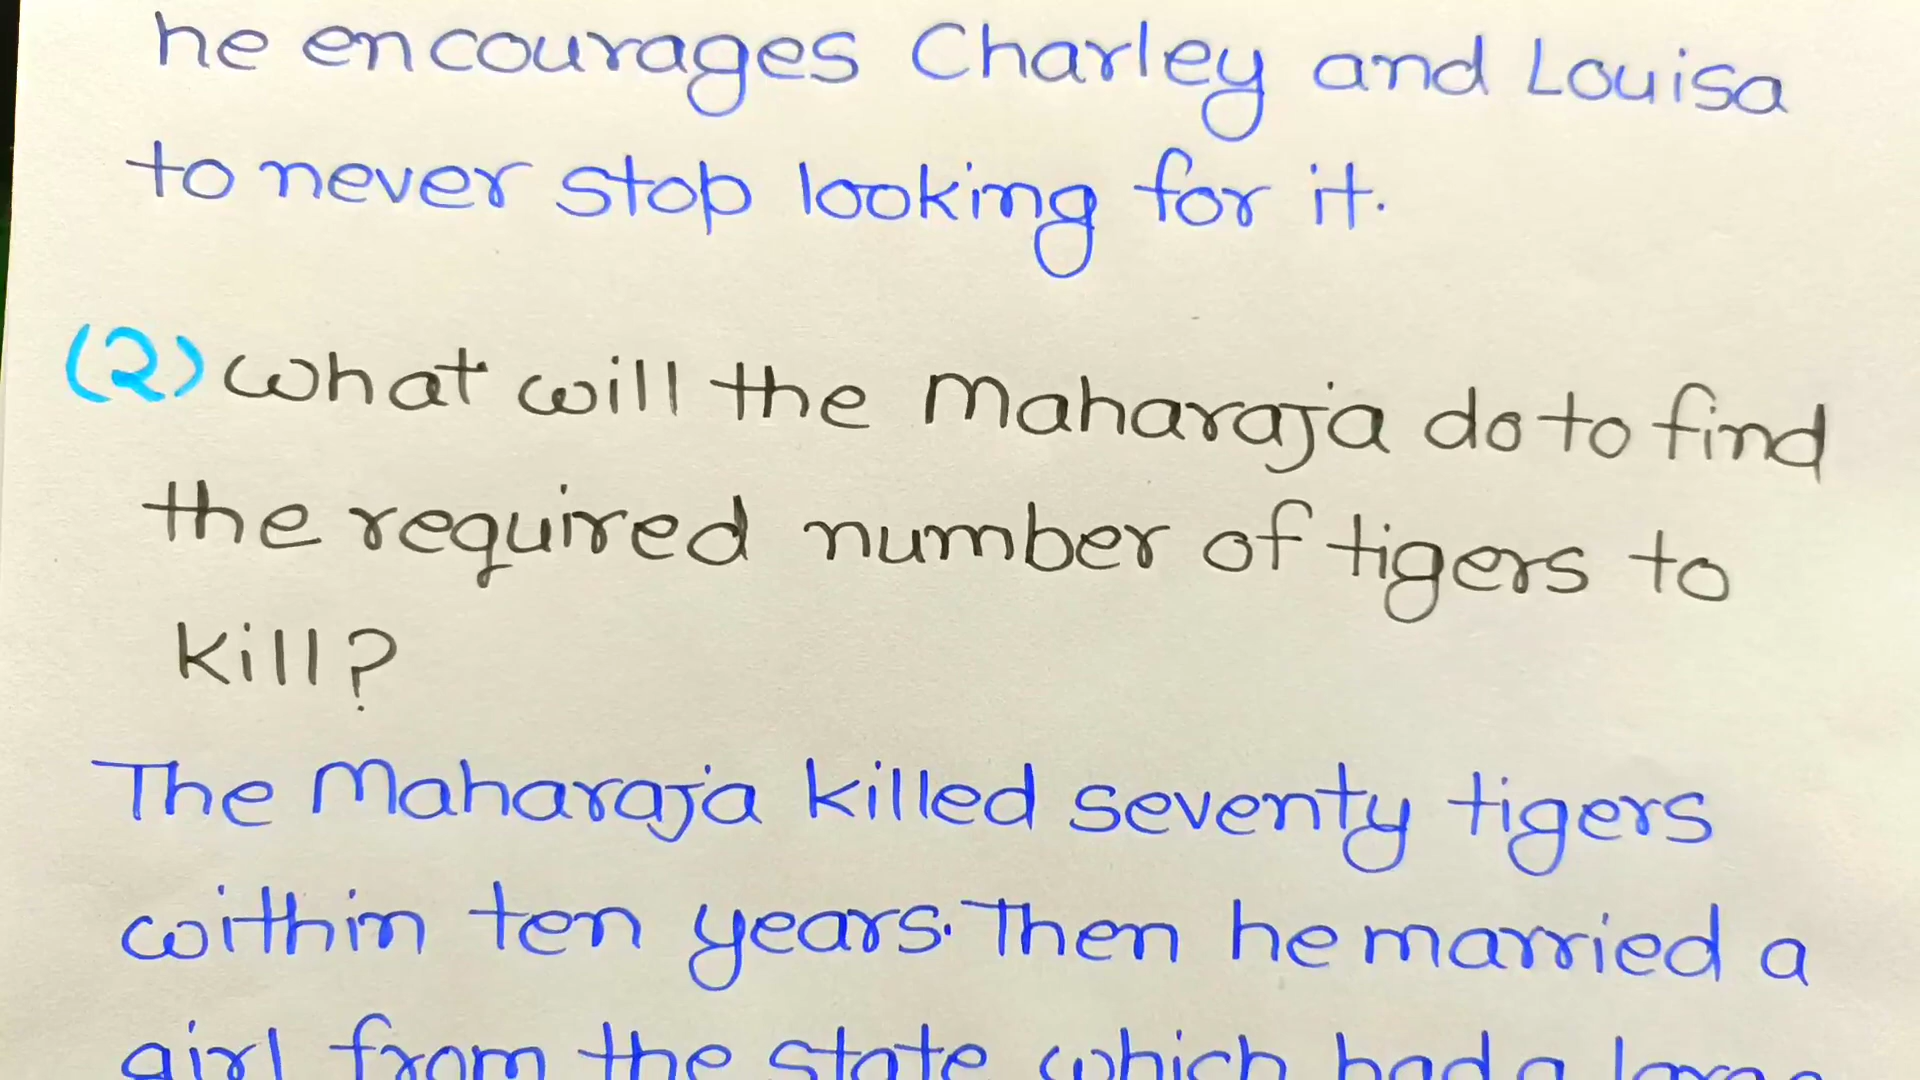 he encourages Charley and Louisa
to never stop looking for it.
(2) What will the Maharaja do to find
the required number of tigers to
kill?
The Maharaja killed seventy tigers
within ten years. Then he married a
girl from the state which had a large